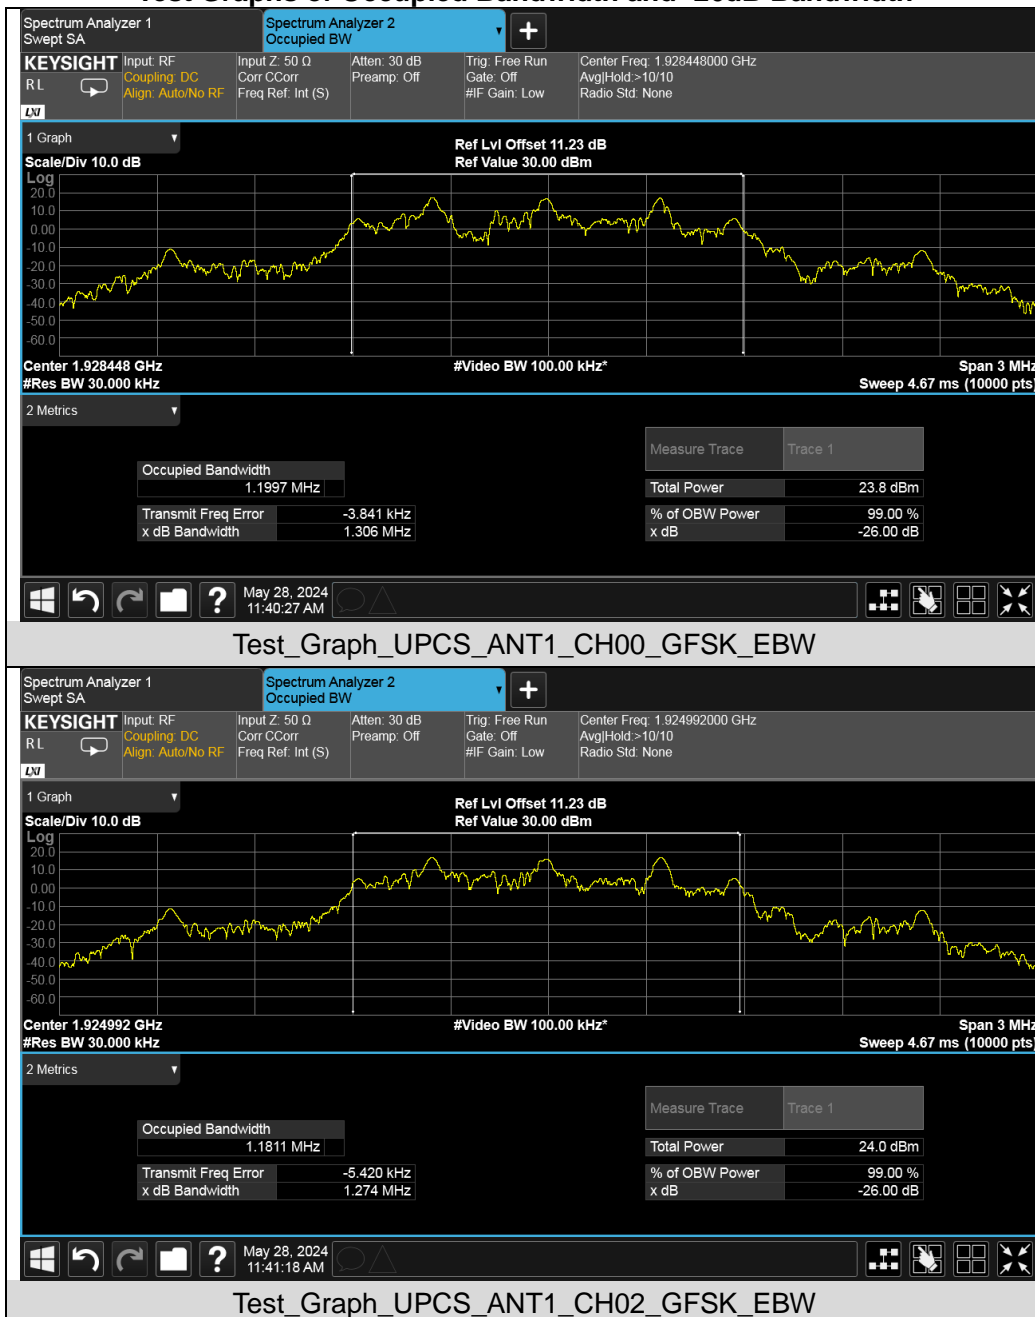 Test Graphs of Occupied Bandwidth and -26dB Bandwidth
Spectrum Analyzer 1
Swept SA
Spectrum Analyzer 2
Occupied BW
KEYSIGHT
R L
LXI
Input: RF
Coupling: DC
Align: Auto/No RF
Input Z: 50 Ω
Corr CCorr
Freq Ref: Int (S)
Atten: 30 dB
Preamp: Off
Trig: Free Run
Gate: Off
#IF Gain: Low
Center Freq: 1.928448000 GHz
Avg|Hold:>10/10
Radio Std: None
1 Graph
Scale/Div 10.0 dB
Ref Lvl Offset 11.23 dB
Ref Value 30.00 dBm
Log
20.0
10.0
0.00
-10.0
-20.0
-30.0
-40.0
-50.0
-60.0
Center 1.928448 GHz
#Video BW 100.00 kHz*
Span 3 MHz
#Res BW 30.000 kHz
Sweep 4.67 ms (10000 pts)
2 Metrics
Measure Trace Trace 1
Occupied Bandwidth
1.1997 MHz
Total Power 23.8 dBm
Transmit Freq Error -3.841 kHz
% of OBW Power 99.00 %
x dB Bandwidth 1.306 MHz
x dB -26.00 dB
?
May 28, 2024
11:40:27 AM
Test_Graph_UPCS_ANT1_CH00_GFSK_EBW
Spectrum Analyzer 1
Swept SA
Spectrum Analyzer 2
Occupied BW
KEYSIGHT
R L
LXI
Input: RF
Coupling: DC
Align: Auto/No RF
Input Z: 50 Ω
Corr CCorr
Freq Ref: Int (S)
Atten: 30 dB
Preamp: Off
Trig: Free Run
Gate: Off
#IF Gain: Low
Center Freq: 1.924992000 GHz
Avg|Hold:>10/10
Radio Std: None
1 Graph
Scale/Div 10.0 dB
Ref Lvl Offset 11.23 dB
Ref Value 30.00 dBm
Log
20.0
10.0
0.00
-10.0
-20.0
-30.0
-40.0
-50.0
-60.0
Center 1.924992 GHz
#Video BW 100.00 kHz*
Span 3 MHz
#Res BW 30.000 kHz
Sweep 4.67 ms (10000 pts)
2 Metrics
Measure Trace Trace 1
Occupied Bandwidth
1.1811 MHz
Total Power 24.0 dBm
Transmit Freq Error -5.420 kHz
% of OBW Power 99.00 %
x dB Bandwidth 1.274 MHz
x dB -26.00 dB
?
May 28, 2024
11:41:18 AM
Test_Graph_UPCS_ANT1_CH02_GFSK_EBW